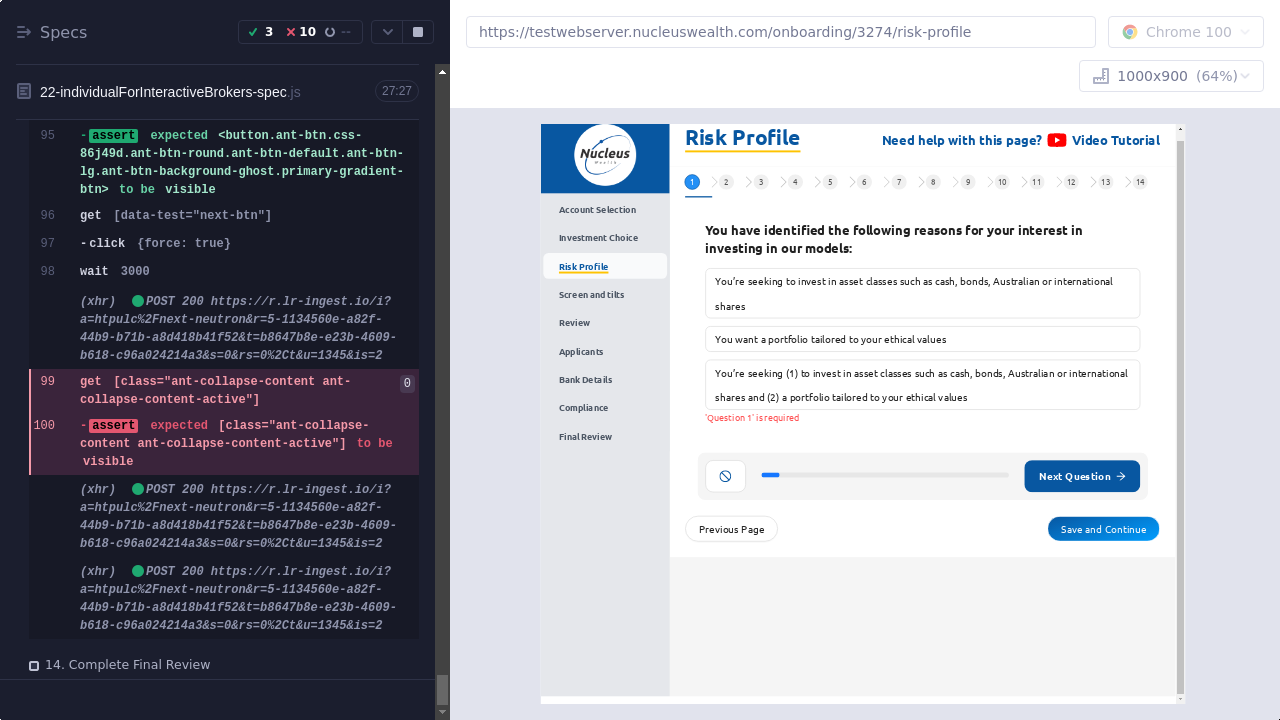 Specs
3
10
--
22-individualForInteractiveBrokers-spec.js
27:27
95 -assert expected <button.ant-btn.css-
86j49d.ant-btn-round.ant-btn-default.ant-btn-
lg.ant-btn-background-ghost.primary-gradient-
btn> to be visible
96 get [data-test="next-btn"]
97 -click {force: true}
98 wait 3000
(xhr) POST 200 https://r.lr-ingest.io/i?
a=htpulc%2Fnext-neutron&r=5-1134560e-a82f-
44b9-b71b-a8d418b41f52&t=b8647b8e-e23b-4609-
b618-c96a024214a3&s=0&rs=0%2Ct&u=1345&is=2
99 get [class="ant-collapse-content ant-
collapse-content-active"]
0
100 -assert expected [class="ant-collapse-
content ant-collapse-content-active"] to be
visible
(xhr) POST 200 https://r.lr-ingest.io/i?
a=htpulc%2Fnext-neutron&r=5-1134560e-a82f-
44b9-b71b-a8d418b41f52&t=b8647b8e-e23b-4609-
b618-c96a024214a3&s=0&rs=0%2Ct&u=1345&is=2
(xhr) POST 200 https://r.lr-ingest.io/i?
a=htpulc%2Fnext-neutron&r=5-1134560e-a82f-
44b9-b71b-a8d418b41f52&t=b8647b8e-e23b-4609-
b618-c96a024214a3&s=0&rs=0%2Ct&u=1345&is=2
14. Complete Final Review
https://testwebserver.nucleuswealth.com/onboarding/3274/risk-profile
Chrome 100
1000x900 (64%)
Nucleus
Wealth
Account Selection
Investment Choice
Risk Profile
Screen and tilts
Review
Applicants
Bank Details
Compliance
Final Review
Risk Profile
Need help with this page? Video Tutorial
1 2 3 4 5 6 7 8 9 10 11 12 13 14
You have identified the following reasons for your interest in
investing in our models:
You're seeking to invest in asset classes such as cash, bonds, Australian or international
shares
You want a portfolio tailored to your ethical values
You're seeking (1) to invest in asset classes such as cash, bonds, Australian or international
shares and (2) a portfolio tailored to your ethical values
'Question 1' is required
Next Question
Previous Page
Save and Continue